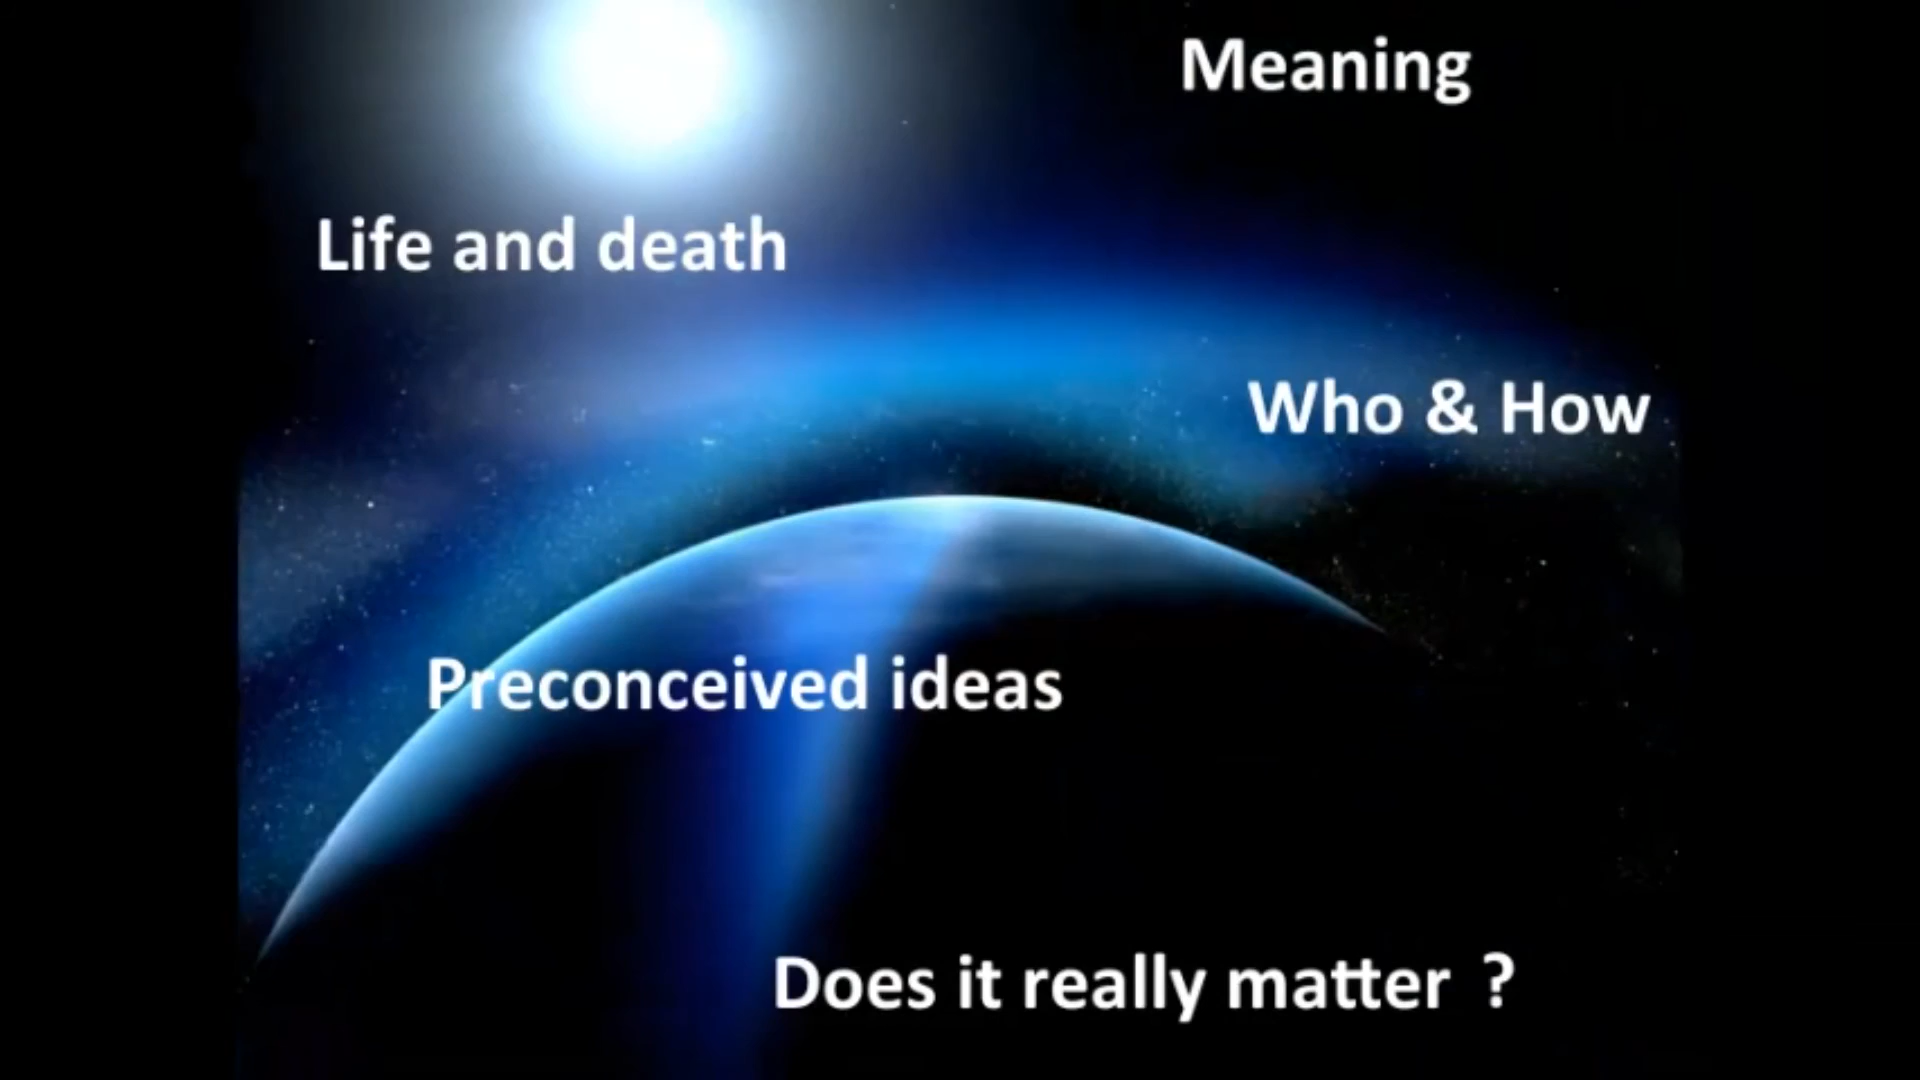 Meaning
Life and death
Who & How
Preconceived ideas
Does it really matter ?